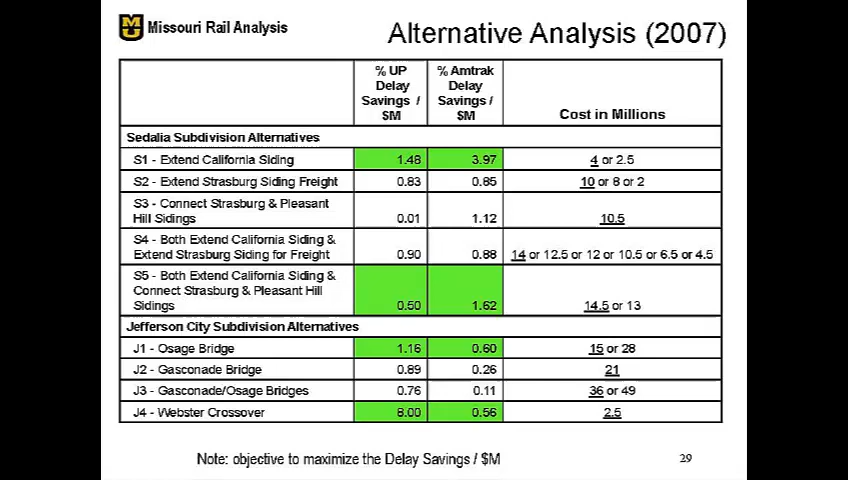 MU Missouri Rail Analysis
Alternative Analysis (2007)
% UP Delay Savings / $M
% Amtrak Delay Savings / $M
Cost in Millions
Sedalia Subdivision Alternatives
S1 - Extend California Siding 1.48 3.97 4 or 2.5
S2 - Extend Strasburg Siding Freight 0.83 0.85 10 or 8 or 2
S3 - Connect Strasburg & Pleasant
Hill Sidings 0.01 1.12 10.5
S4 - Both Extend California Siding &
Extend Strasburg Siding for Freight 0.90 0.88 14 or 12.5 or 12 or 10.5 or 6.5 or 4.5
S5 - Both Extend California Siding &
Connect Strasburg & Pleasant Hill
Sidings 0.50 1.62 14.5 or 13
Jefferson City Subdivision Alternatives
J1 - Osage Bridge 1.16 0.60 15 or 28
J2 - Gasconade Bridge 0.89 0.26 21
J3 - Gasconade/Osage Bridges 0.76 0.11 36 or 49
J4 - Webster Crossover 8.00 0.56 2.5
Note: objective to maximize the Delay Savings / $M
29